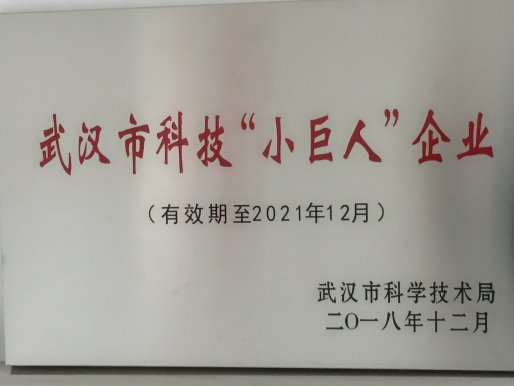 武汉市科技“小巨人”企业
（有效期至2021年12月）
武汉市科学技术局
二〇一八年十二月